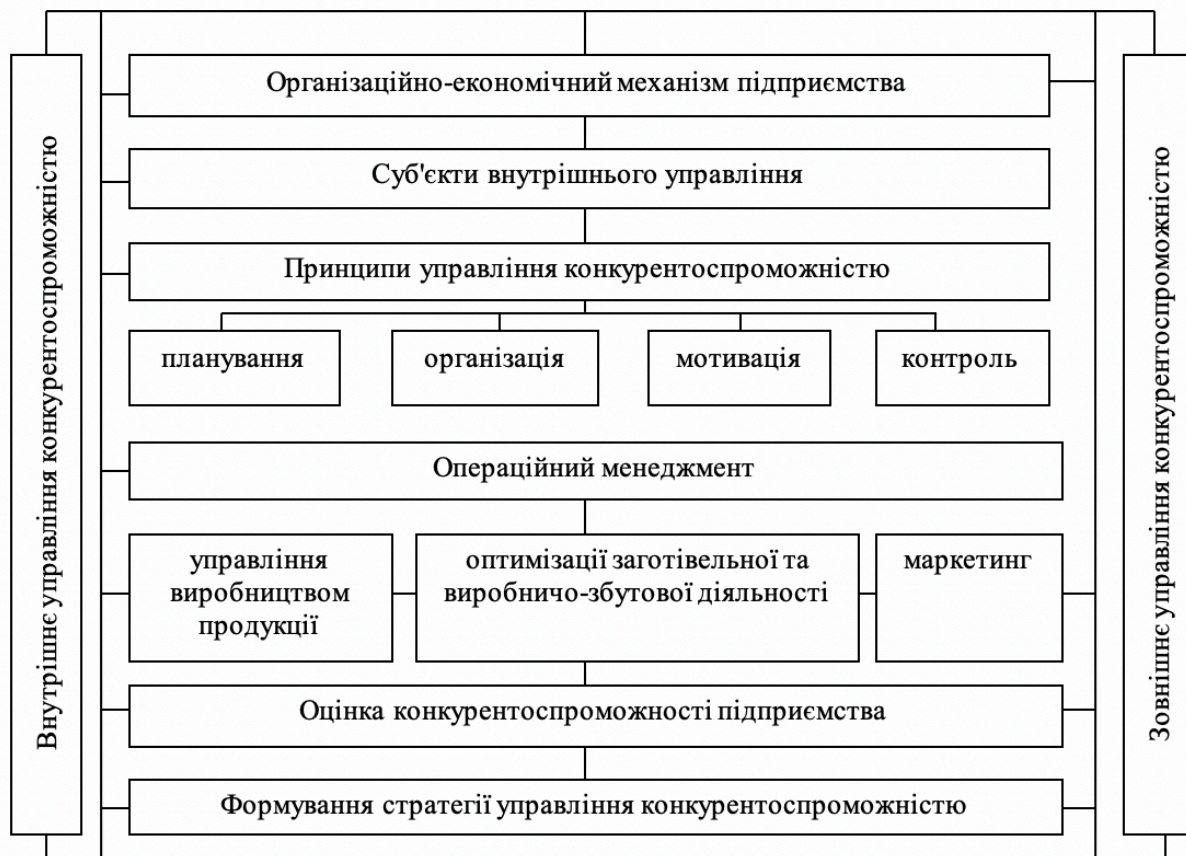 Внутрішнє управління конкурентоспроможністю
Організаційно-економічний механізм підприємства
Суб'єкти внутрішнього управління
Принципи управління конкурентоспроможністю
планування
організація
мотивація
контроль
Операційний менеджмент
управління
виробництвом
продукції
оптимізації заготівельної та
виробничо-збутової діяльності
маркетинг
Оцінка конкурентоспроможності підприємства
Формування стратегії управління конкурентоспроможністю
Зовнішнє управління конкурентоспроможністю